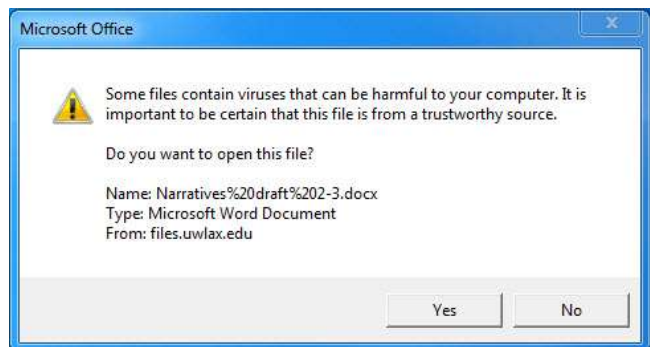 Microsoft Office
Some files contain viruses that can be harmful to your computer. It is
important to be certain that this file is from a trustworthy source.
Do you want to open this file?
Name: Narratives%20draft%202-3.docx
Type: Microsoft Word Document
From: files.uwlax.edu
Yes No